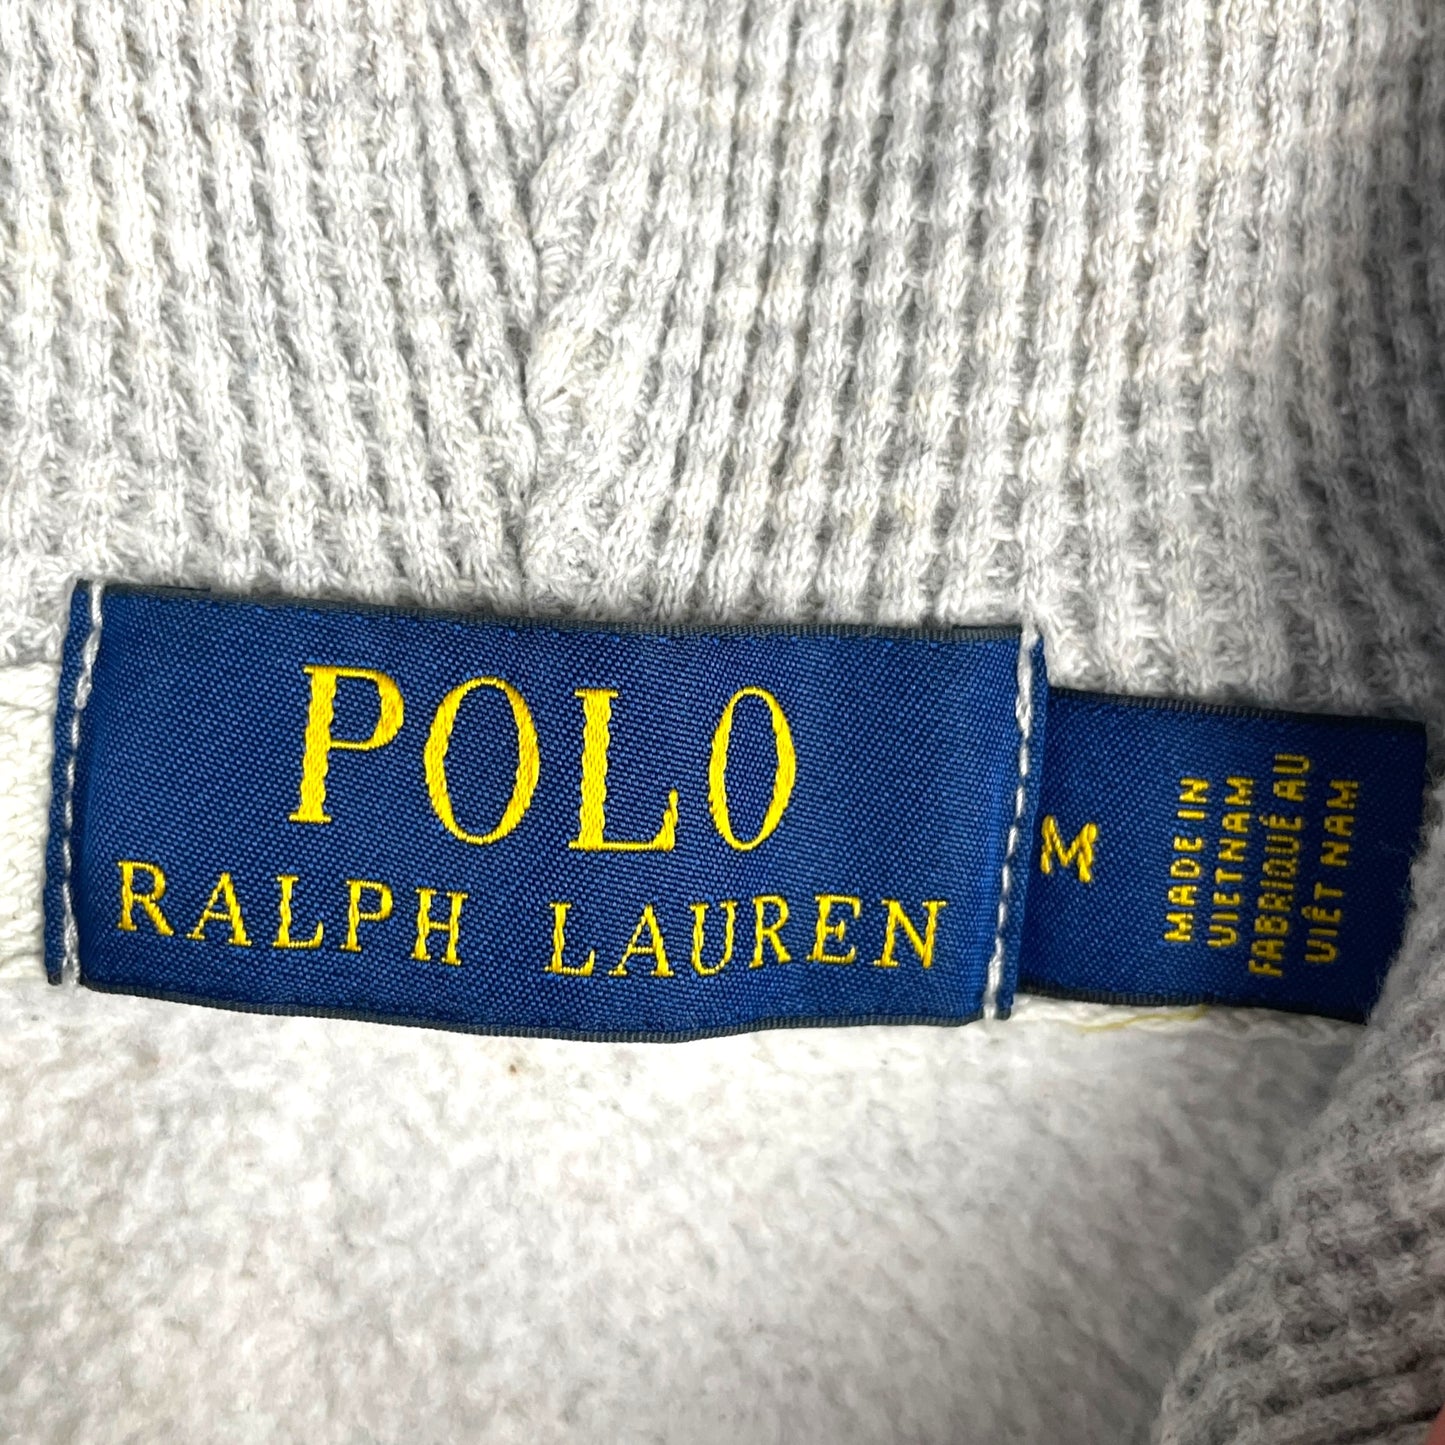 POLO
RALPH LAUREN
M
MADE IN
VIETNAM
FABRIQUÉ AU
VIÊT NAM